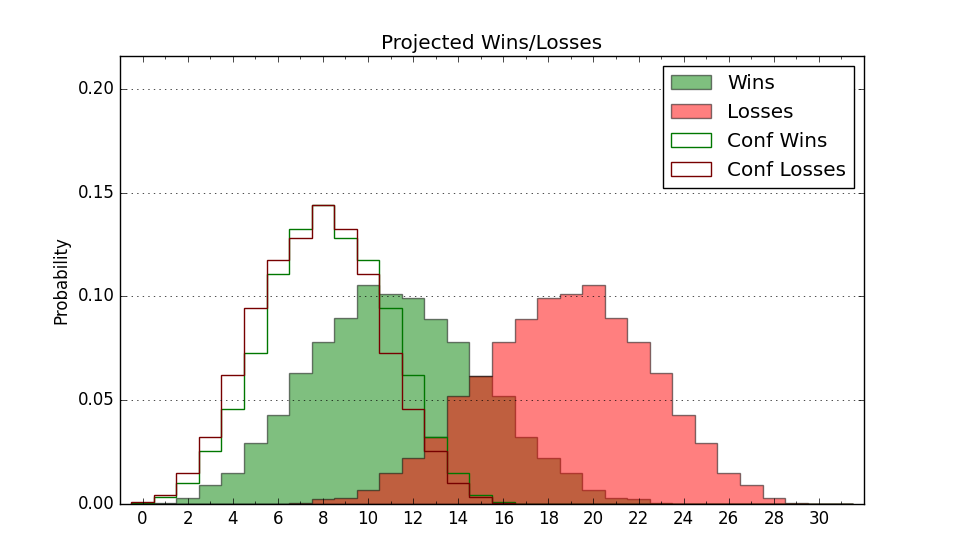 Projected Wins/Losses
0.20
0.15
0.10
0.05
0.00
Probability
Wins
Losses
Conf Wins
Conf Losses
0 2 4 6 8 10 12 14 16 18 20 22 24 26 28 30